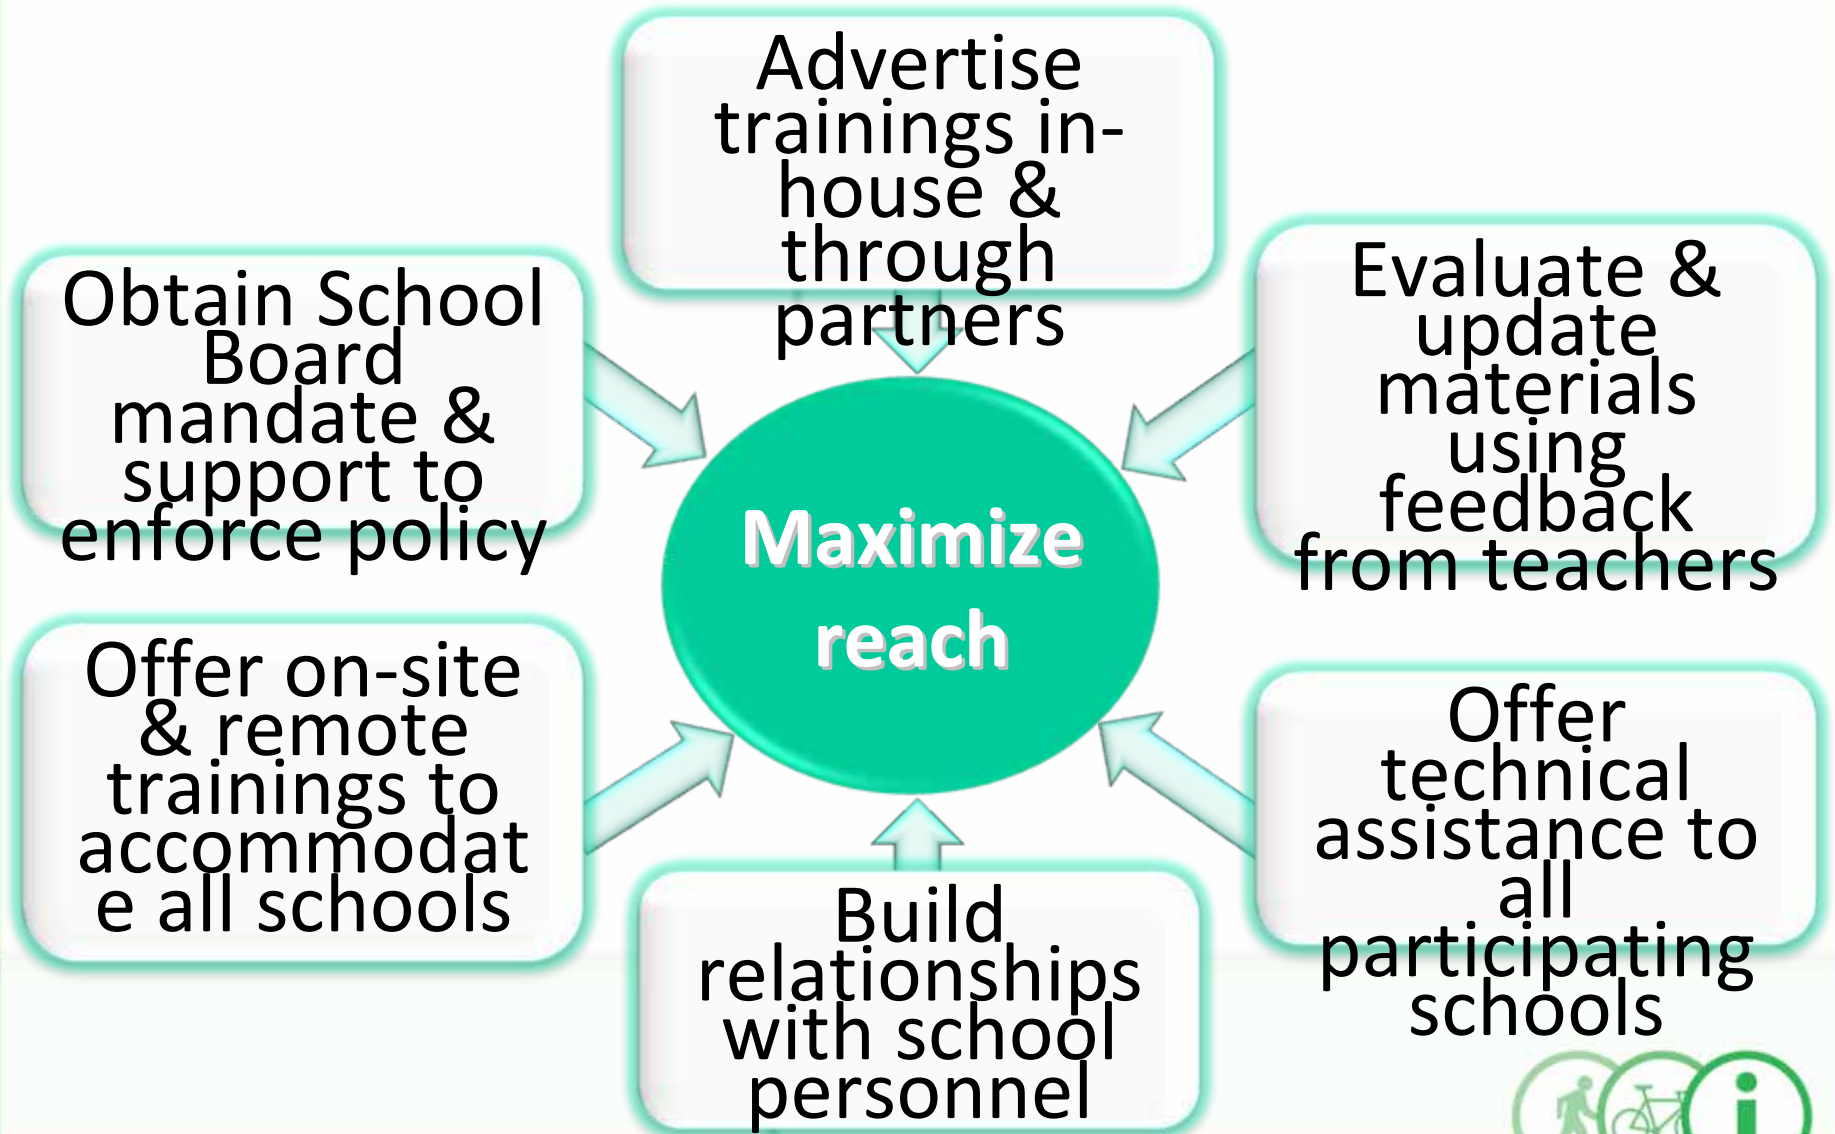 Advertise
trainings in-
house &
through
partners
Obtain School
Board
mandate &
support to
enforce policy
Evaluate &
update
materials
using
feedback
from teachers
Maximize
reach
Offer on-site
& remote
trainings to
accommodat
e all schools
Offer
technical
assistance to
all
participating
schools
Build
relationships
with school
personnel
i